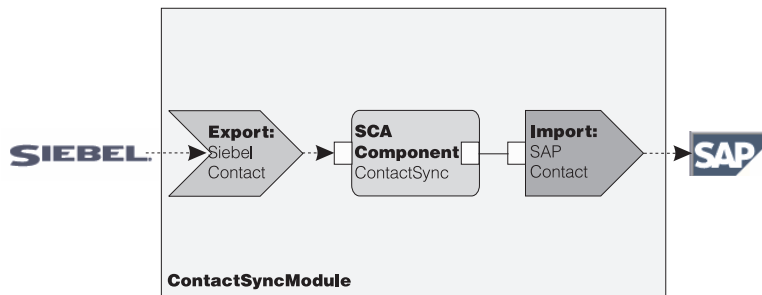 SIEBEL.
Export:
Siebel
Contact
SCA
Component
ContactSync
Import:
SAP
Contact
SAP
ContactSyncModule